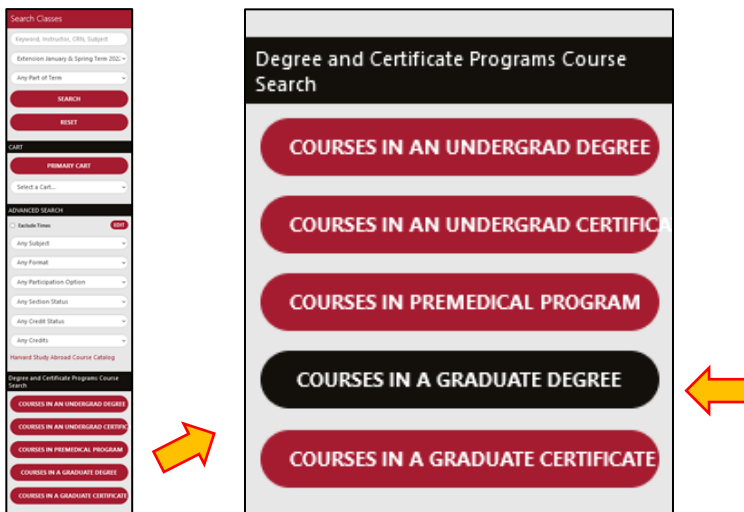 Search Classes
Keyword, Instructor, CRN, Subject
Extension January & Spring Term 202
Any Part of Term
SEARCH
RESET
CART
PRIMARY CART
Select a Cart...
ADVANCED SEARCH
Exclude Times
EDIT
Any Subject
Any Format
Any Participation Option
Any Section Status
Any Credit Status
Any Credits
Harvard Study Abroad Course Catalog
Degree and Certificate Programs Course
Search
COURSES IN AN UNDERGRAD DEGREE
COURSES IN AN UNDERGRAD CERTIFIC
COURSES IN PREMEDICAL PROGRAM
COURSES IN A GRADUATE DEGREE
COURSES IN A GRADUATE CERTIFICATE
Degree and Certificate Programs Course
Search
COURSES IN AN UNDERGRAD DEGREE
COURSES IN AN UNDERGRAD CERTIFICA
COURSES IN PREMEDICAL PROGRAM
COURSES IN A GRADUATE DEGREE
COURSES IN A GRADUATE CERTIFICATE